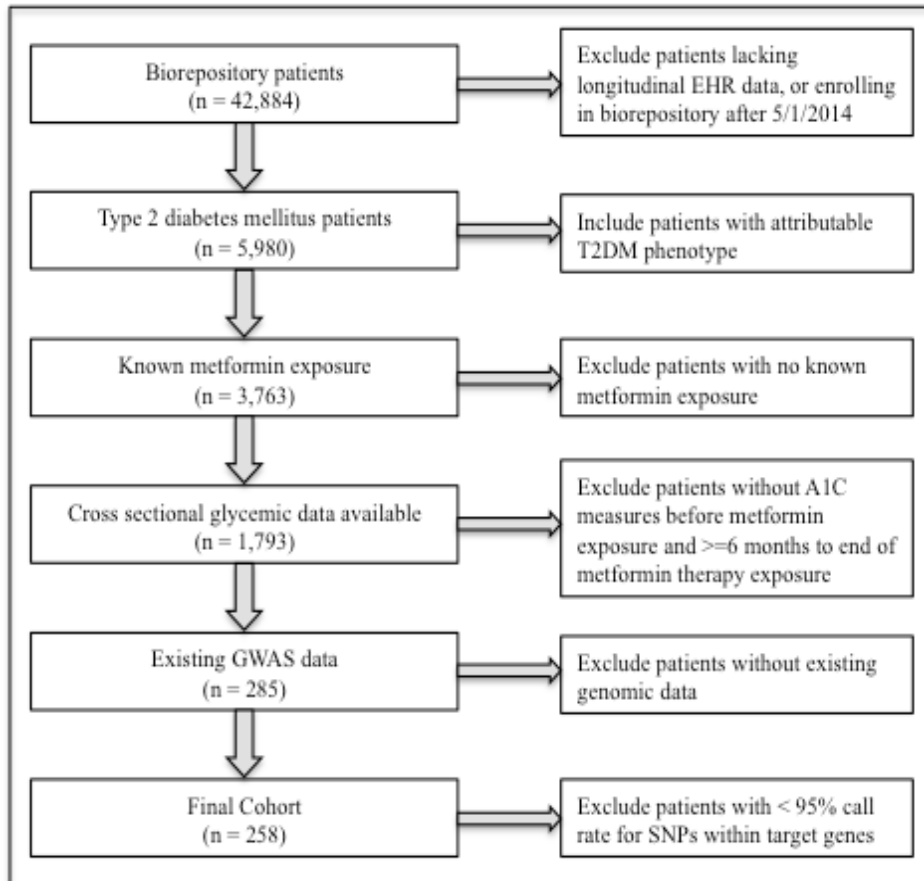 Biorepository patients
(n = 42,884)
Exclude patients lacking
longitudinal EHR data, or enrolling
in biorepository after 5/1/2014
Type 2 diabetes mellitus patients
(n = 5,980)
Include patients with attributable
T2DM phenotype
Known metformin exposure
(n = 3,763)
Exclude patients with no known
metformin exposure
Cross sectional glycemic data available
(n = 1,793)
Exclude patients without A1C
measures before metformin
exposure and >=6 months to end of
metformin therapy exposure
Existing GWAS data
(n = 285)
Exclude patients without existing
genomic data
Final Cohort
(n = 258)
Exclude patients with < 95% call
rate for SNPs within target genes